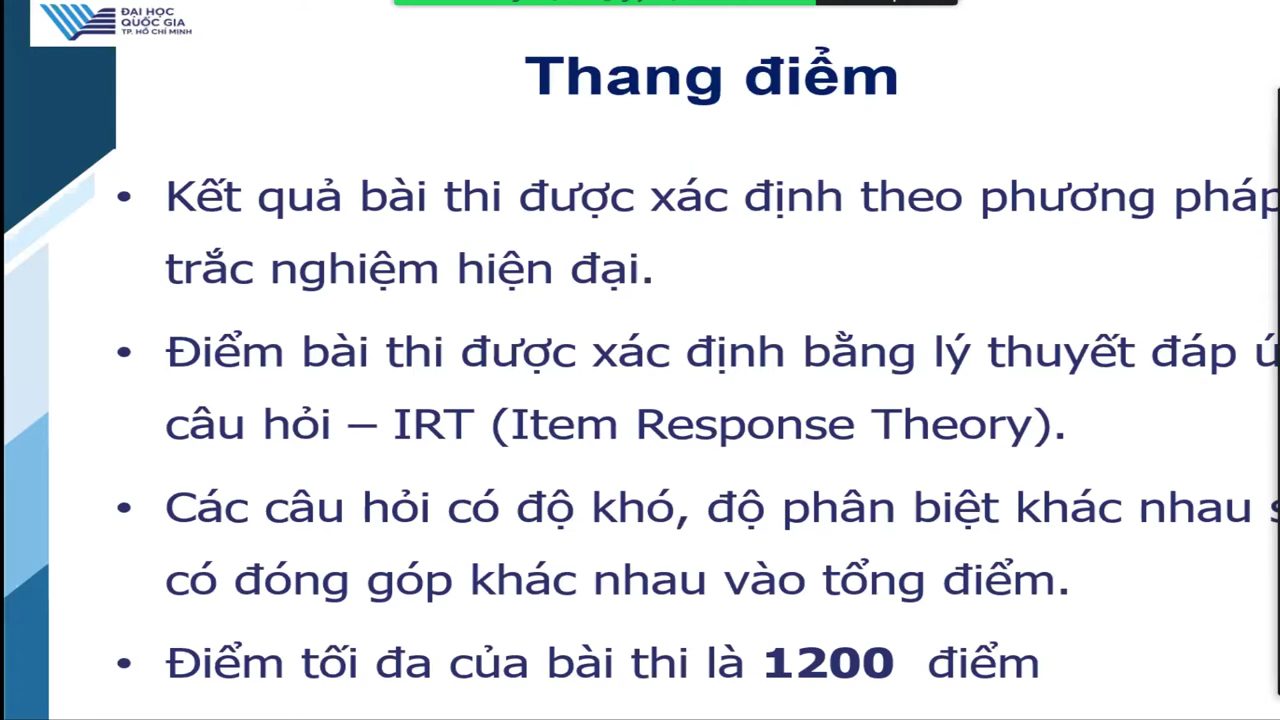 ĐẠI HỌC
QUỐC GIA
TP. HỒ CHÍ MINH
Thang điểm
• Kết quả bài thi được xác định theo phương pháp
trắc nghiệm hiện đại.
• Điểm bài thi được xác định bằng lý thuyết đáp
câu hỏi – IRT (Item Response Theory).
• Các câu hỏi có độ khó, độ phân biệt khác nhau
có đóng góp khác nhau vào tổng điểm.
• Điểm tối đa của bài thi là 1200 điểm